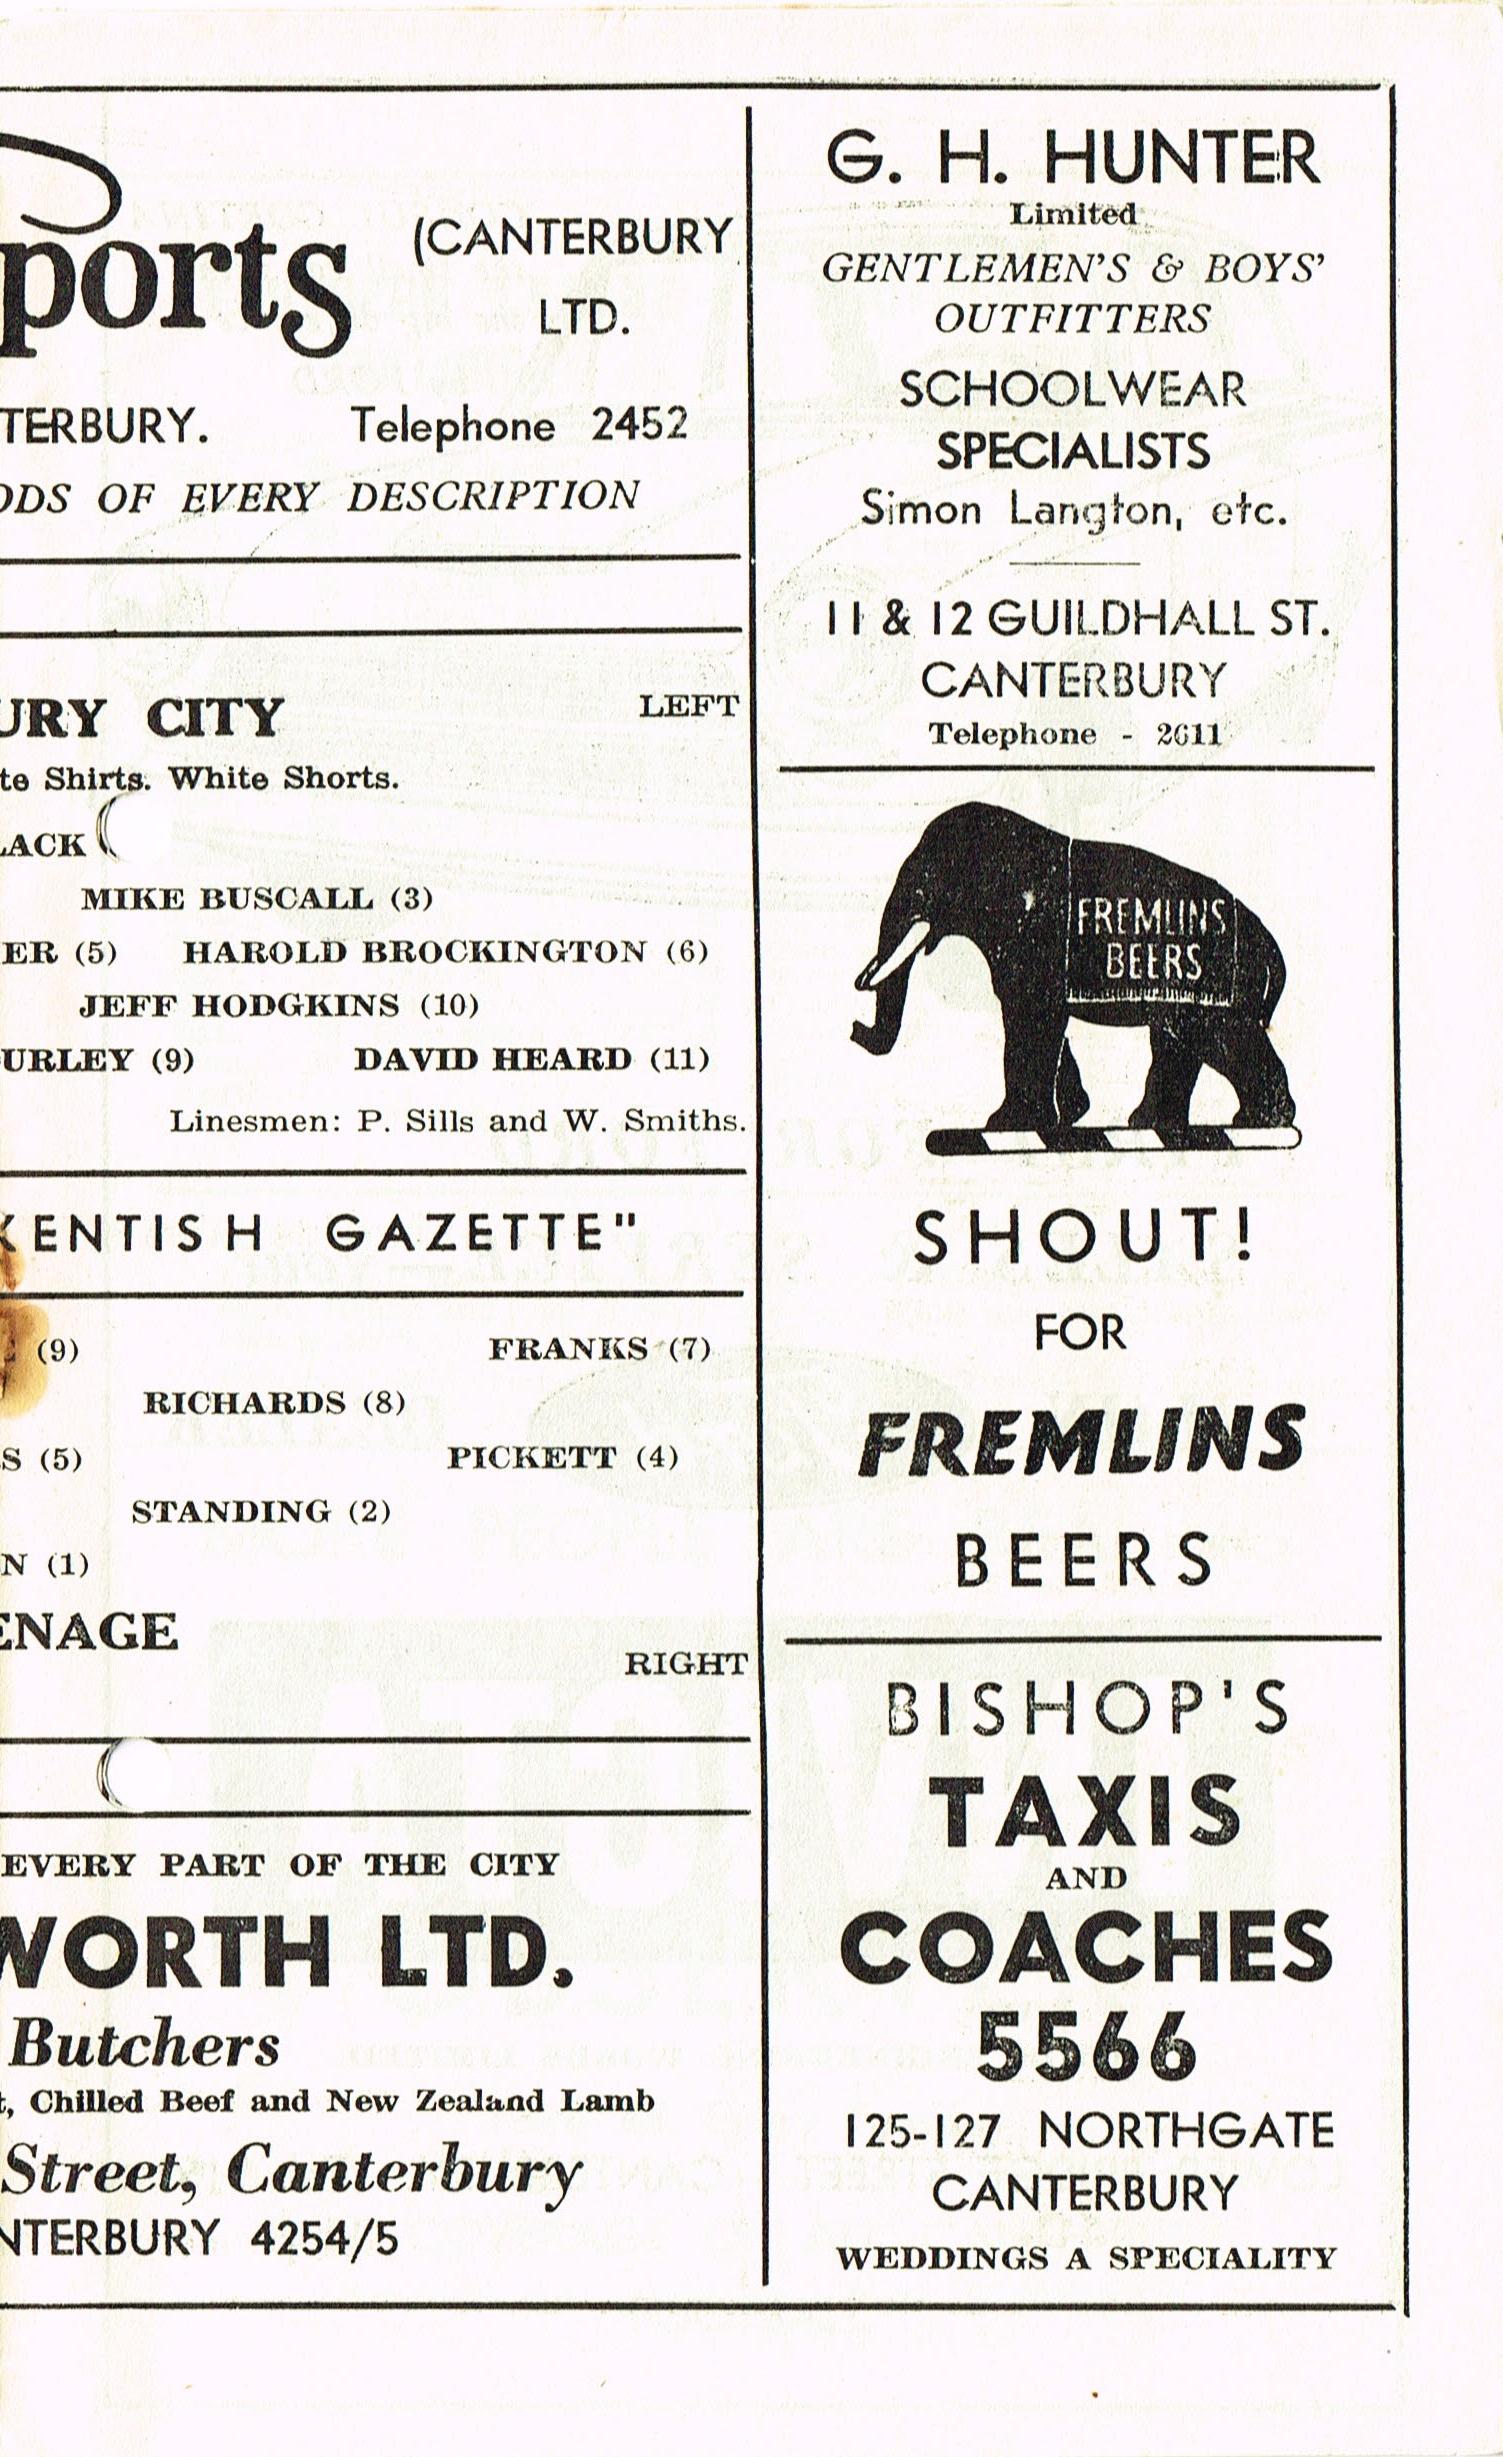 ports
(CANTERBURY
LTD.
TERBURY. Telephone 2452
ODS OF EVERY DESCRIPTION
URY CITY
LEFT
te Shirts. White Shorts.
LACK
MIKE BUSCALL (3)
ER (5) HAROLD BROCKINGTON (6)
JEFF HODGKINS (10)
URLEY (9) DAVID HEARD (11)
Linesmen: P. Sills and W. Smiths.
KENTISH GAZETTE"
(9) FRANKS (7)
RICHARDS (8)
S (5) PICKETT (4)
STANDING (2)
N (1)
ENAGE
RIGHT
EVERY PART OF THE CITY
WORTH LTD.
Butchers
t, Chilled Beef and New Zealand Lamb
Street, Canterbury
NTERBURY 4254/5
G. H. HUNTER
Limited
GENTLEMEN'S & BOYS'
OUTFITTERS
SCHOOLWEAR
SPECIALISTS
Simon Langton, etc.
11 & 12 GUILDHALL ST.
CANTERBURY
Telephone - 2611
FREMLINS
BEERS
SHOUT!
FOR
FREMLINS
BEERS
BISHOP'S
TAXIS
AND
COACHES
5566
125-127 NORTHGATE
CANTERBURY
WEDDINGS A SPECIALITY